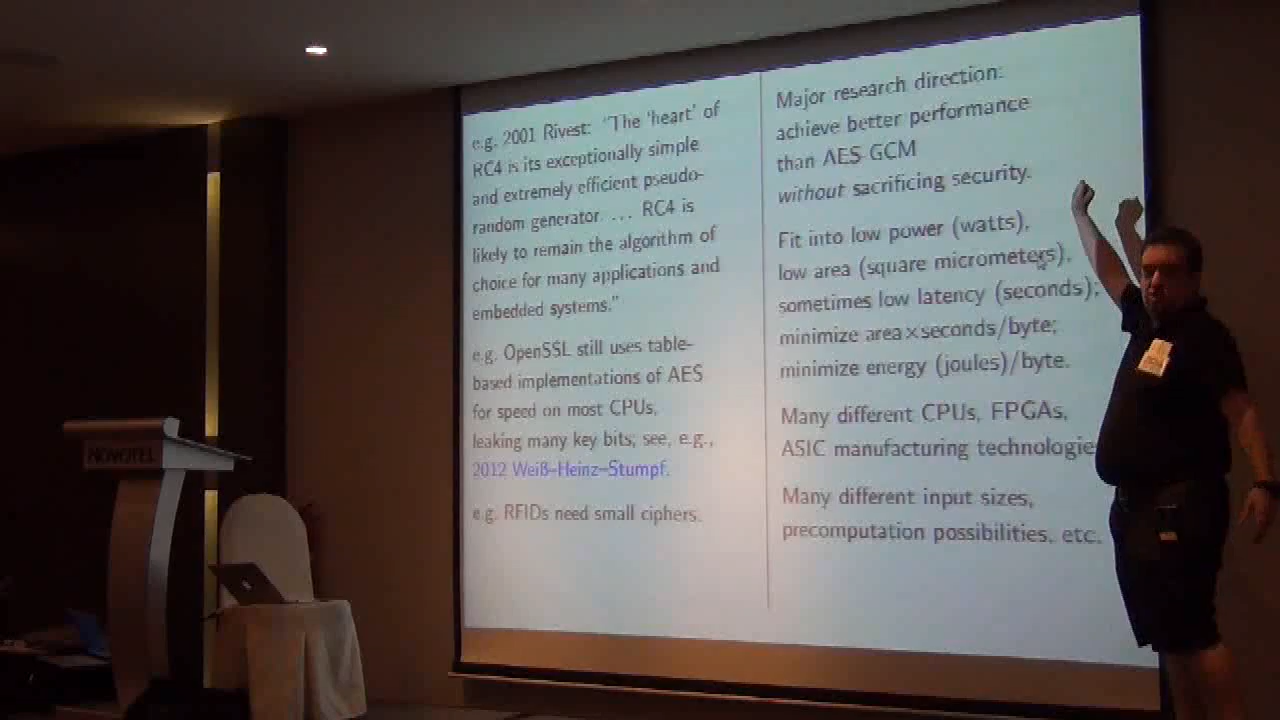 e.g. 2001 Rivest: “The ‘heart’ of
RC4 is its exceptionally simple
and extremely efficient pseudo-
random generator. … RC4 is
likely to remain the algorithm of
choice for many applications and
embedded systems.”
e.g. OpenSSL still uses table-
based implementations of AES
for speed on most CPUs,
leaking many key bits; see, e.g.,
2012 Weiß–Heinz–Stumpf.
e.g. RFIDs need small ciphers.
Major research direction:
achieve better performance
than AES-GCM
without sacrificing security.
Fit into low power (watts),
low area (square micrometers),
sometimes low latency (seconds);
minimize area×seconds/byte;
minimize energy (joules)/byte.
Many different CPUs, FPGAs,
ASIC manufacturing technologie
Many different input sizes,
precomputation possibilities, etc.
NOVOTEL